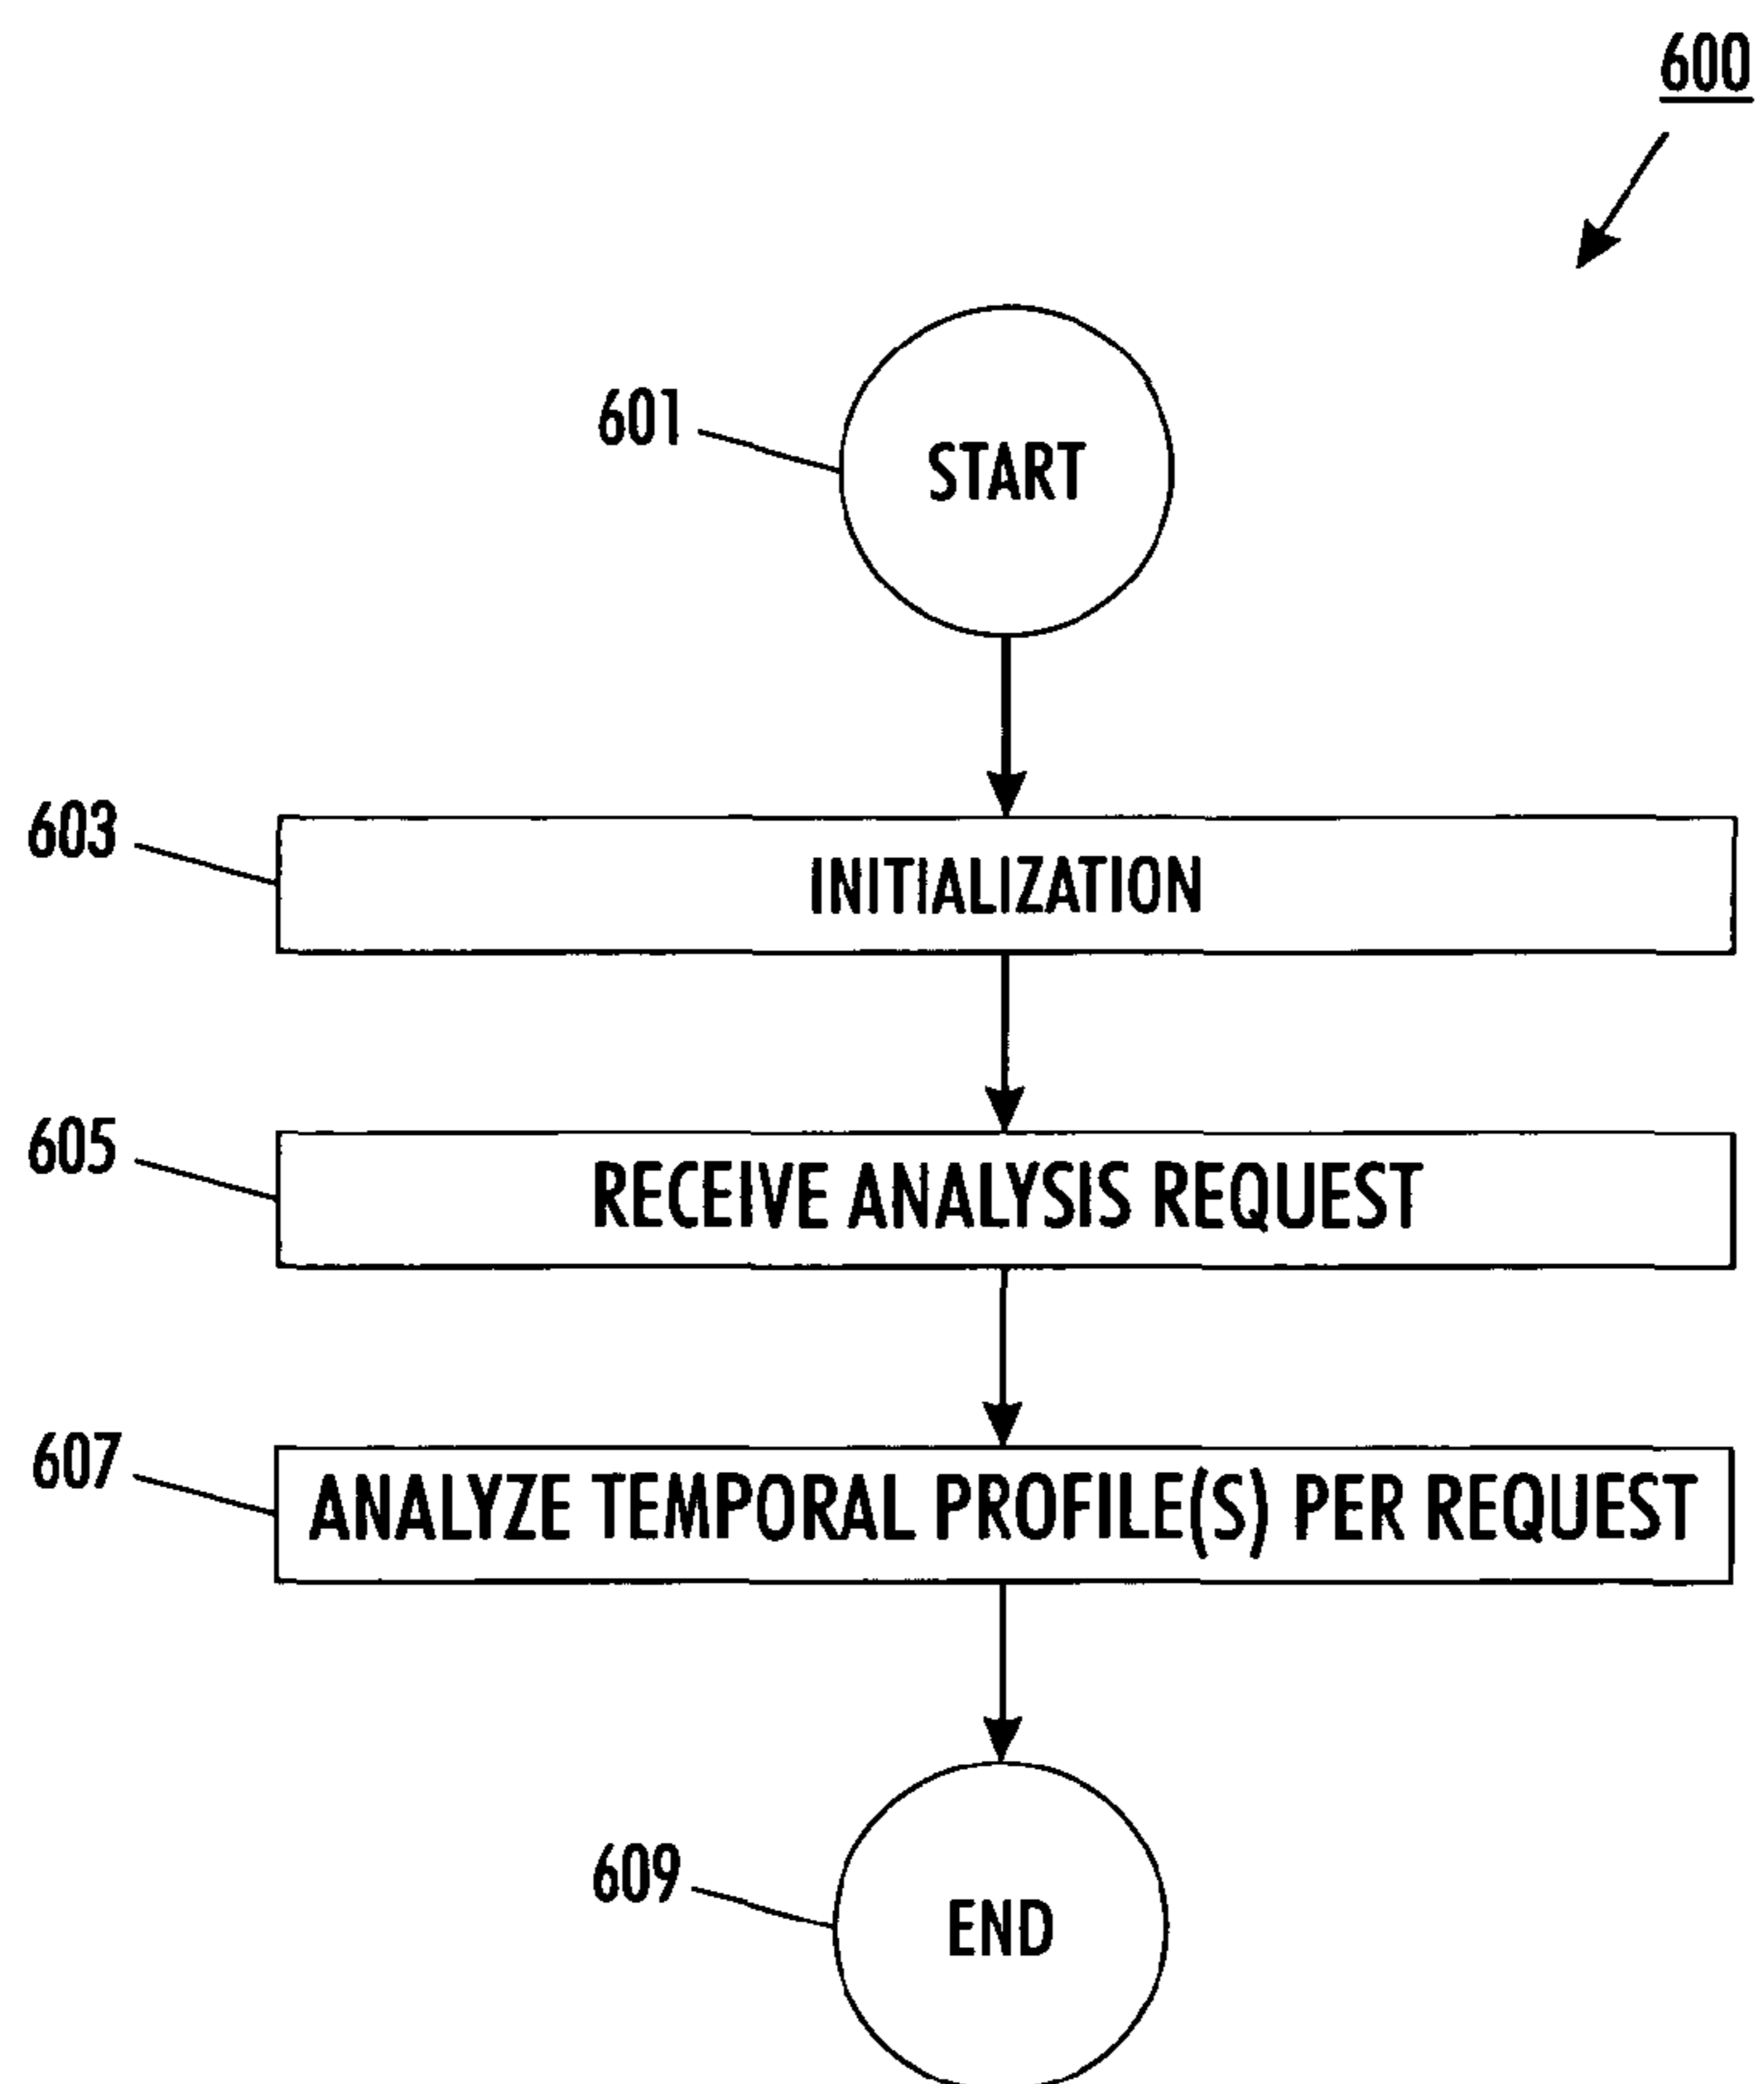 600
601
START
603
INITIALIZATION
605
RECEIVE ANALYSIS REQUEST
607
ANALYZE TEMPORAL PROFILE(S) PER REQUEST
609
END